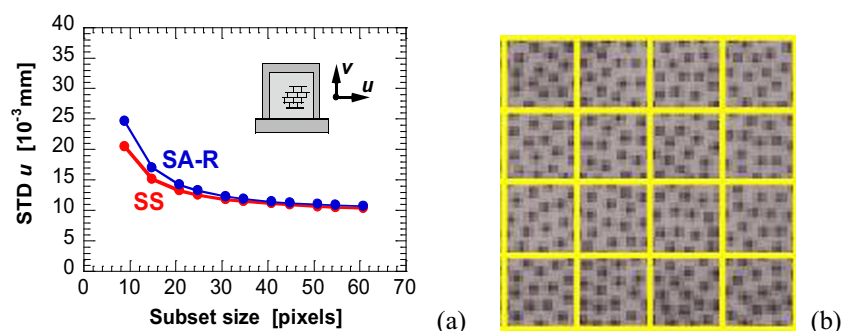 40
35
30
25
20
15
10
5
0
STD u [10⁻³mm]
v
u
SA-R
SS
0 10 20 30 40 50 60 70
Subset size [pixels]
(a)
(b)